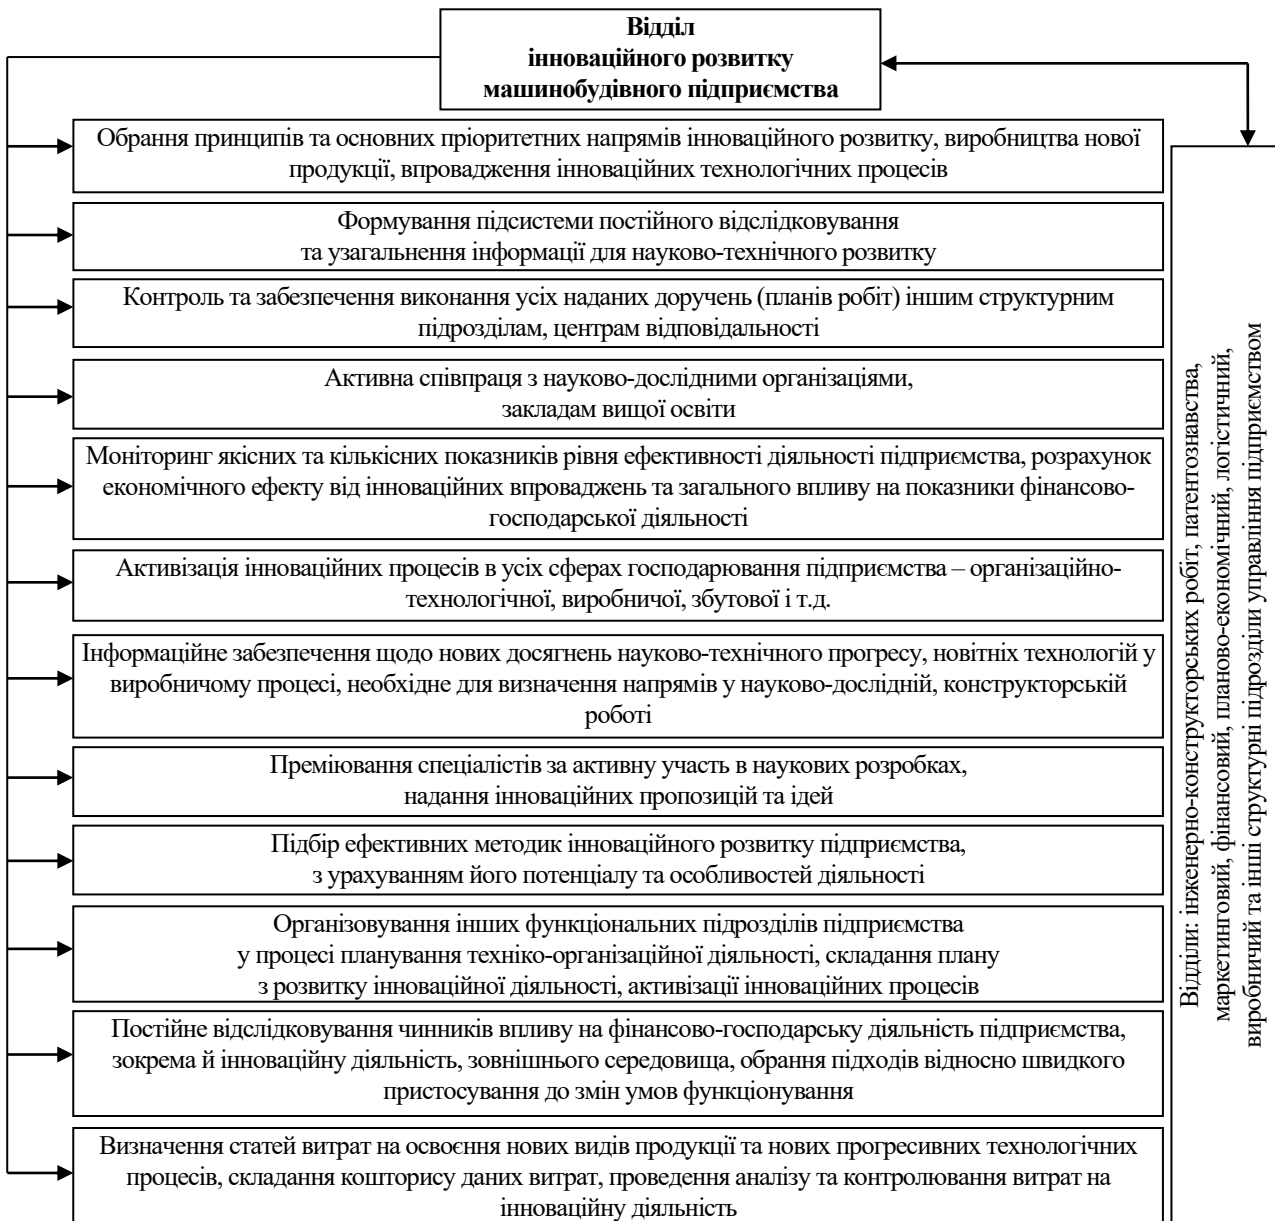 Відділ
інноваційного розвитку
машинобудівного підприємства
Обрання принципів та основних пріоритетних напрямів інноваційного розвитку, виробництва нової
продукції, впровадження інноваційних технологічних процесів
Формування підсистеми постійного відслідковування
та узагальнення інформації для науково-технічного розвитку
Контроль та забезпечення виконання усіх наданих доручень (планів робіт) іншим структурним
підрозділам, центрам відповідальності
Активна співпраця з науково-дослідними організаціями,
закладам вищої освіти
Моніторинг якісних та кількісних показників рівня ефективності діяльності підприємства, розрахунок
економічного ефекту від інноваційних впроваджень та загального впливу на показники фінансово-
господарської діяльності
Активізація інноваційних процесів в усіх сферах господарювання підприємства – організаційно-
технологічної, виробничої, збутової і т.д.
Інформаційне забезпечення щодо нових досягнень науково-технічного прогресу, новітніх технологій у
виробничому процесі, необхідне для визначення напрямів у науково-дослідній, конструкторській
роботі
Преміювання спеціалістів за активну участь в наукових розробках,
надання інноваційних пропозицій та ідей
Підбір ефективних методик інноваційного розвитку підприємства,
з урахуванням його потенціалу та особливостей діяльності
Організовування інших функціональних підрозділів підприємства
у процесі планування техніко-організаційної діяльності, складання плану
з розвитку інноваційної діяльності, активізації інноваційних процесів
Постійне відслідковування чинників впливу на фінансово-господарську діяльність підприємства,
зокрема й інноваційну діяльність, зовнішнього середовища, обрання підходів відносно швидкого
пристосування до змін умов функціонування
Визначення статей витрат на освоєння нових видів продукції та нових прогресивних технологічних
процесів, складання кошторису даних витрат, проведення аналізу та контролювання витрат на
інноваційну діяльність
Відділи: інженерно-конструкторських робіт, патентознавства,
маркетинговий, фінансовий, планово-економічний, логістичний,
виробничий та інші структурні підрозділи управління підприємством